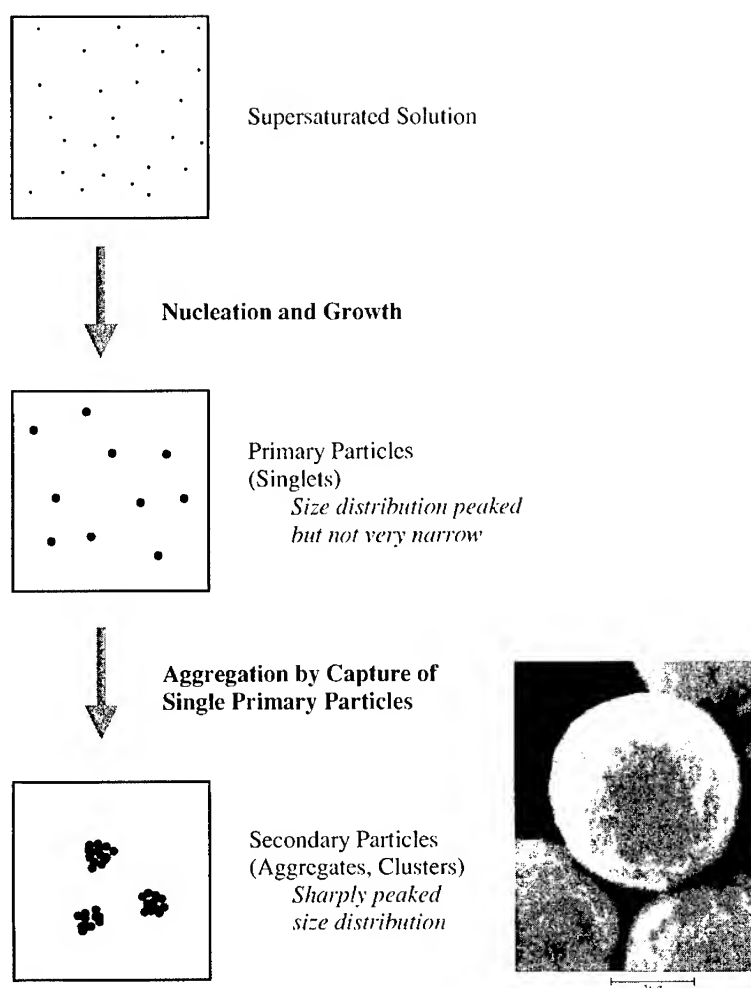 Supersaturated Solution
Nucleation and Growth
Primary Particles
(Singlets)
Size distribution peaked
but not very narrow
Aggregation by Capture of
Single Primary Particles
Secondary Particles
(Aggregates, Clusters)
Sharply peaked
size distribution